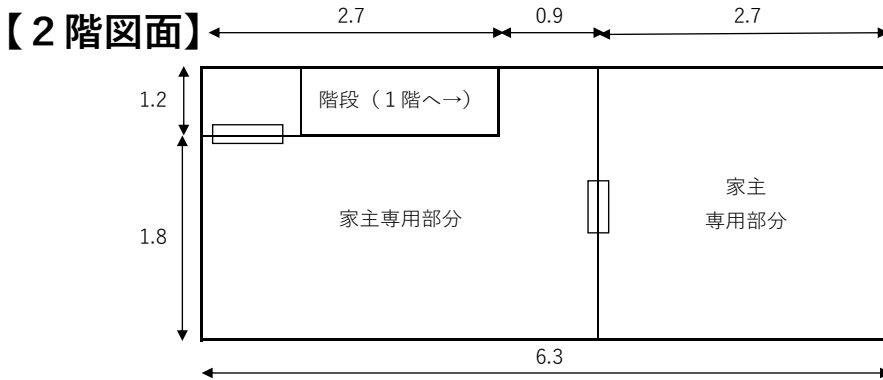 【２階図面】
2.7
0.9
2.7
1.2
階段（１階へ→）
家主
専用部分
家主専用部分
1.8
6.3